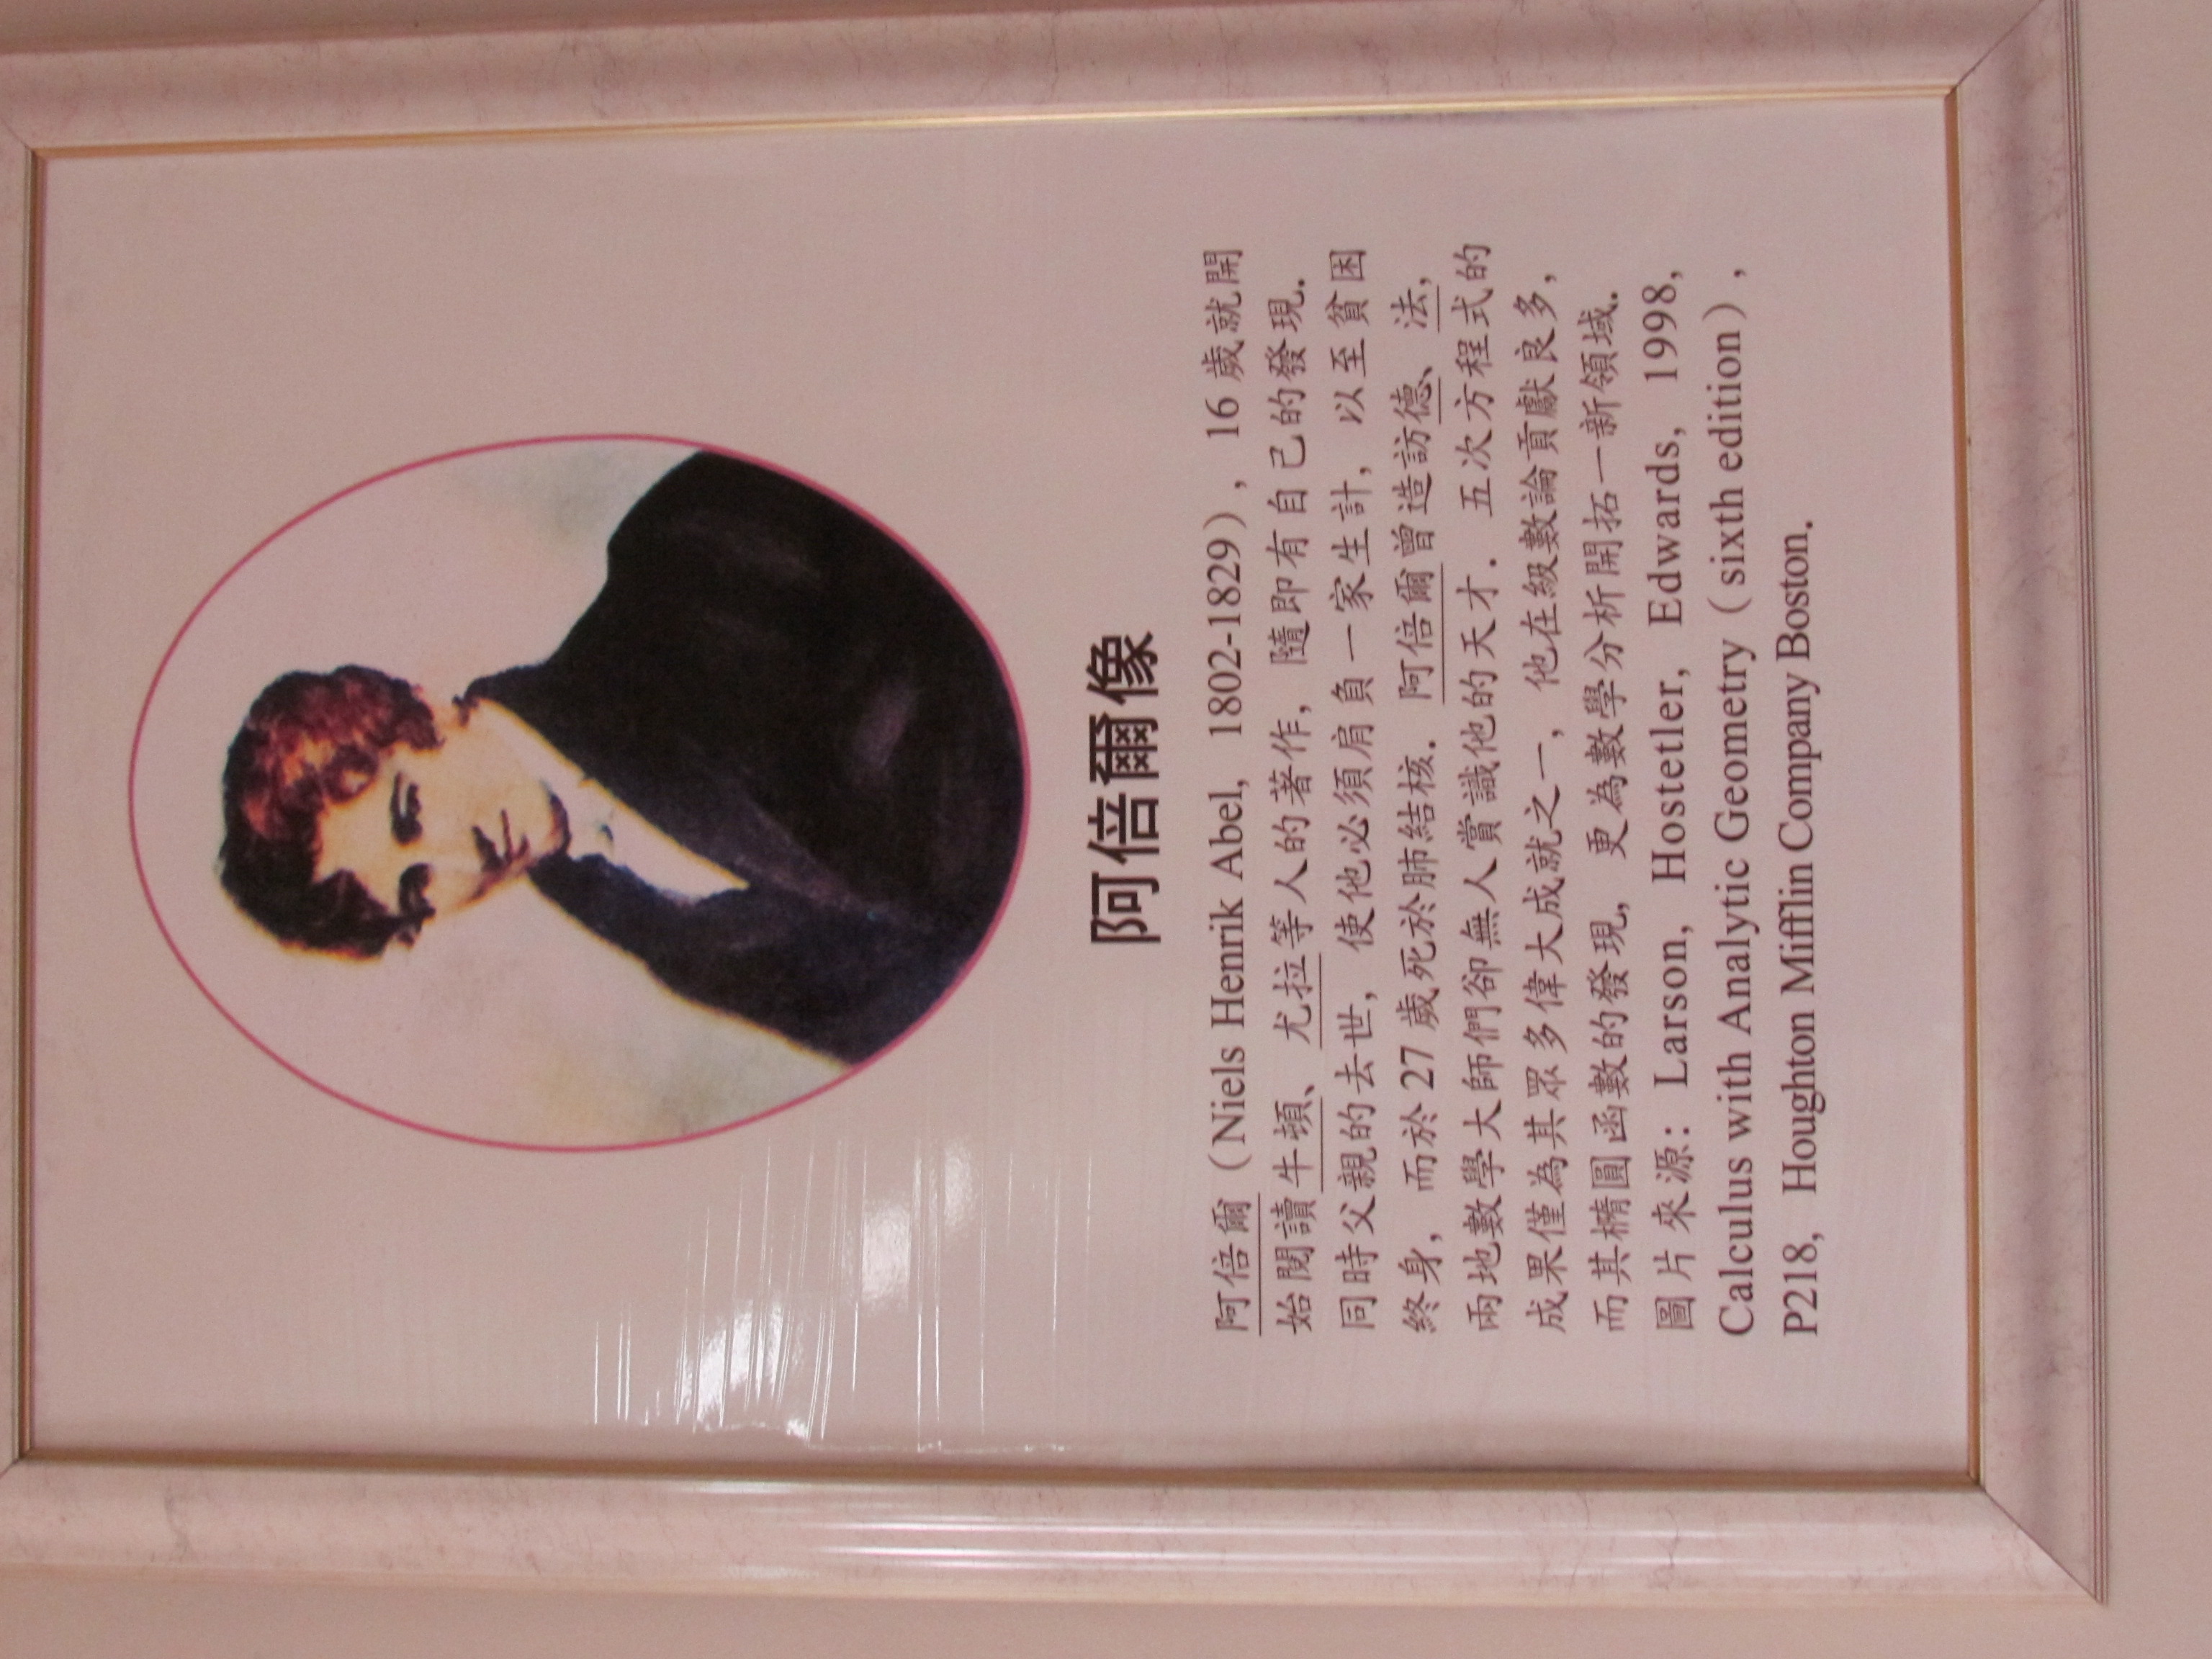 阿倍爾像
阿倍爾（Niels Henrik Abel, 1802-1829），16 歲就開
始閱讀牛頓、尤拉等人的著作，隨即有自己的發現．
同時父親的去世，使他必須肩負一家生計，以至貧困
終身，而於 27 歲死於肺結核．阿倍爾曾造訪德、法，
兩地數學大師們卻無人賞識他的天才．五次方程式的
成果僅為其眾多偉大成就之一，他在級數論貢獻良多，
而其橢圓函數的發現，更為數學分析開拓一新領域．
圖片來源：Larson, Hostetler, Edwards, 1998,
Calculus with Analytic Geometry（sixth edition），
P218, Houghton Mifflin Company Boston.